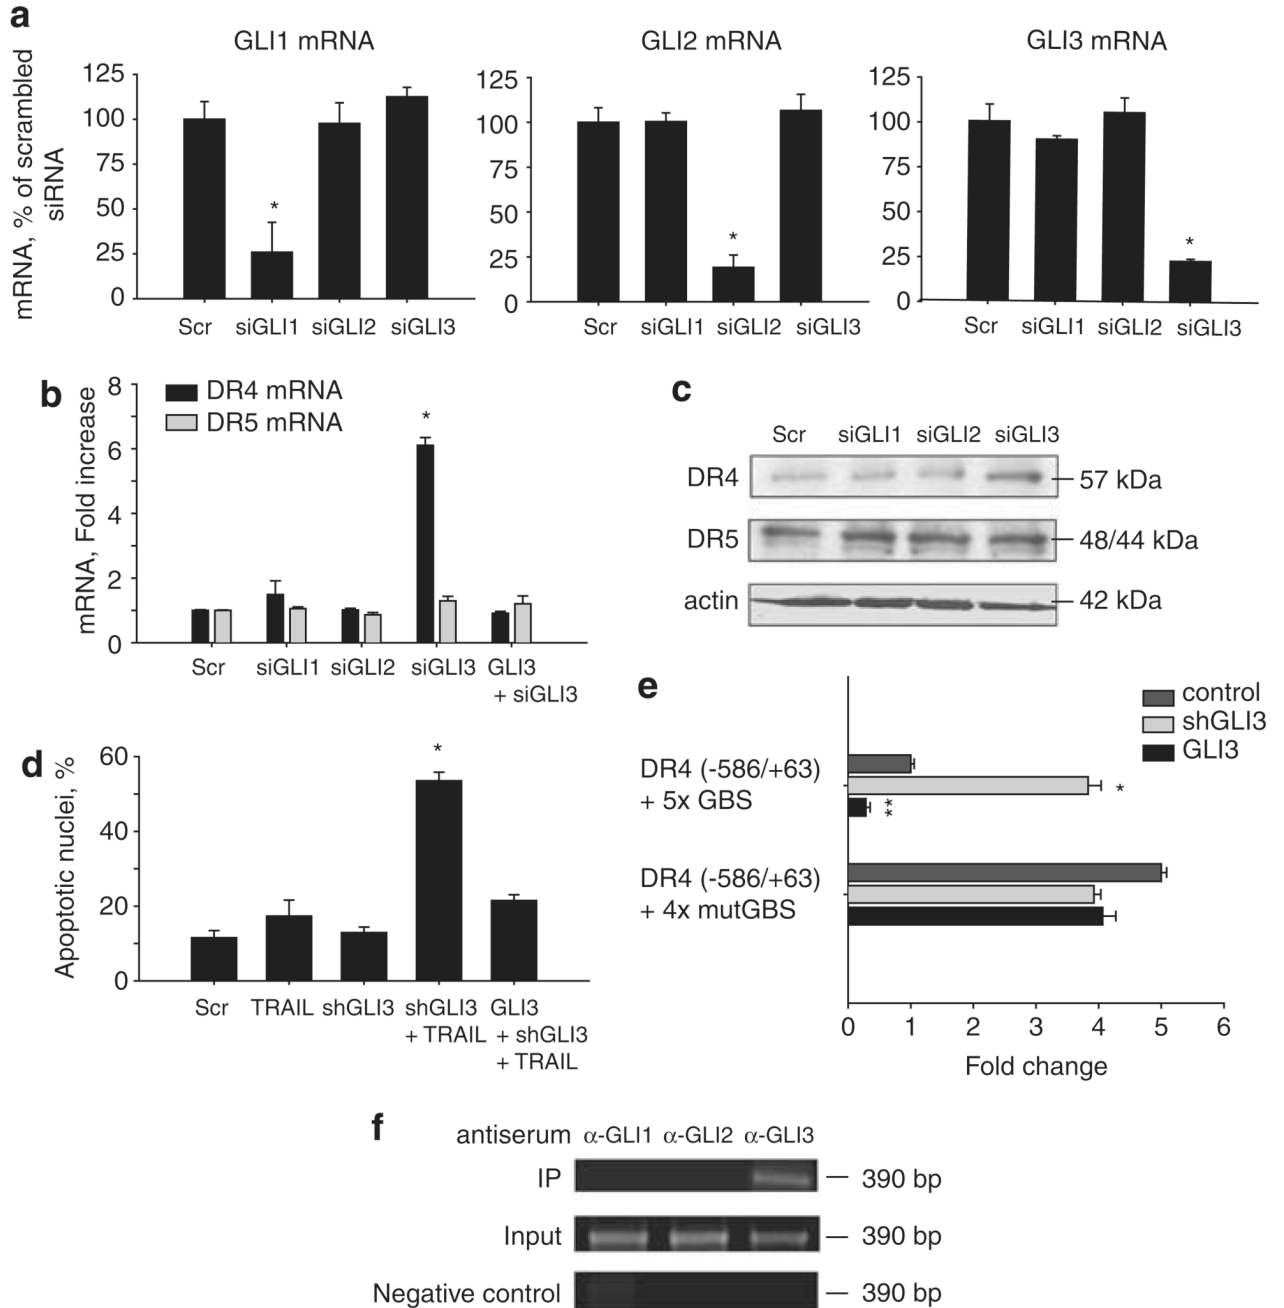 a
GLI1 mRNA GLI2 mRNA GLI3 mRNA
mRNA, % of scrambled
siRNA
125
100
75
50
25
0
*
Scr siGLI1 siGLI2 siGLI3
125
100
75
50
25
0
*
Scr siGLI1 siGLI2 siGLI3
125
100
75
50
25
0
*
Scr siGLI1 siGLI2 siGLI3
b
mRNA, Fold increase
8
6
4
2
0
DR4 mRNA
DR5 mRNA
*
Scr siGLI1 siGLI2 siGLI3 GLI3
+ siGLI3
c
Scr siGLI1 siGLI2 siGLI3
DR4 57 kDa
DR5 48/44 kDa
actin 42 kDa
d
Apoptotic nuclei, %
60
40
20
0
*
Scr TRAIL shGLI3 shGLI3 GLI3
+ TRAIL + shGLI3
+ TRAIL
e
control
shGLI3
GLI3
DR4 (-586/+63)
+ 5x GBS
*
**
DR4 (-586/+63)
+ 4x mutGBS
0 1 2 3 4 5 6
Fold change
f
antiserum α-GLI1 α-GLI2 α-GLI3
IP 390 bp
Input 390 bp
Negative control 390 bp